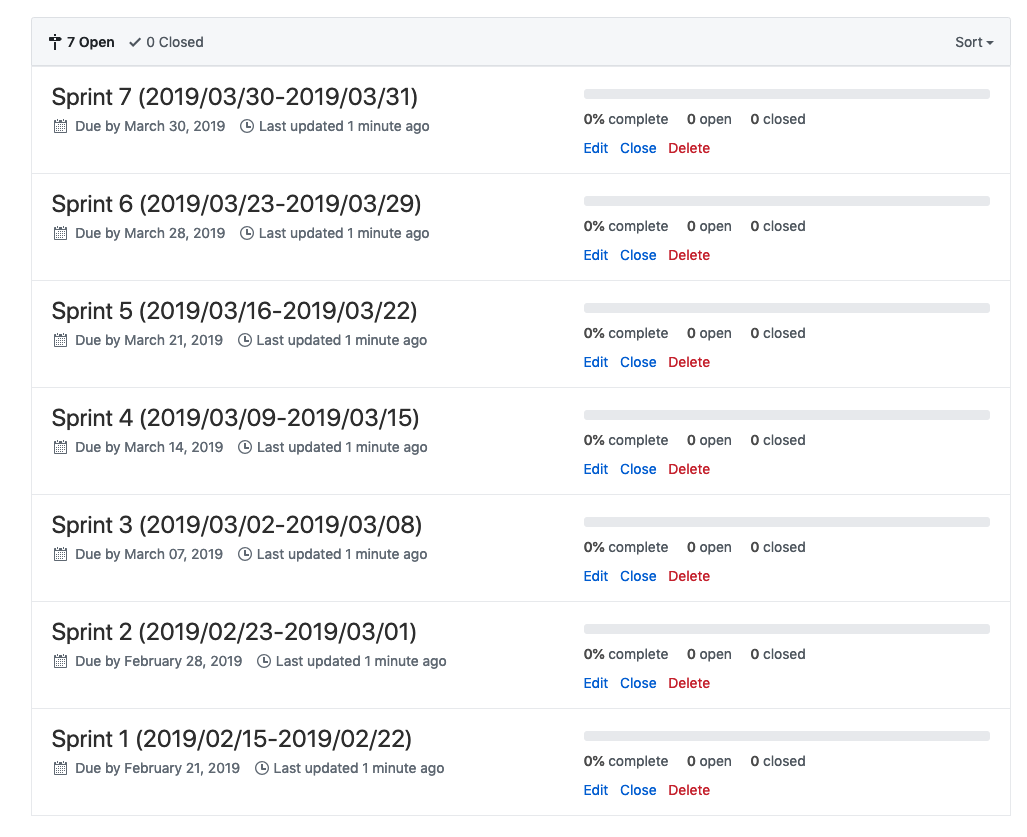 7 Open 0 Closed Sort
Sprint 7 (2019/03/30-2019/03/31)
Due by March 30, 2019 Last updated 1 minute ago
0% complete 0 open 0 closed
Edit Close Delete
Sprint 6 (2019/03/23-2019/03/29)
Due by March 28, 2019 Last updated 1 minute ago
0% complete 0 open 0 closed
Edit Close Delete
Sprint 5 (2019/03/16-2019/03/22)
Due by March 21, 2019 Last updated 1 minute ago
0% complete 0 open 0 closed
Edit Close Delete
Sprint 4 (2019/03/09-2019/03/15)
Due by March 14, 2019 Last updated 1 minute ago
0% complete 0 open 0 closed
Edit Close Delete
Sprint 3 (2019/03/02-2019/03/08)
Due by March 07, 2019 Last updated 1 minute ago
0% complete 0 open 0 closed
Edit Close Delete
Sprint 2 (2019/02/23-2019/03/01)
Due by February 28, 2019 Last updated 1 minute ago
0% complete 0 open 0 closed
Edit Close Delete
Sprint 1 (2019/02/15-2019/02/22)
Due by February 21, 2019 Last updated 1 minute ago
0% complete 0 open 0 closed
Edit Close Delete